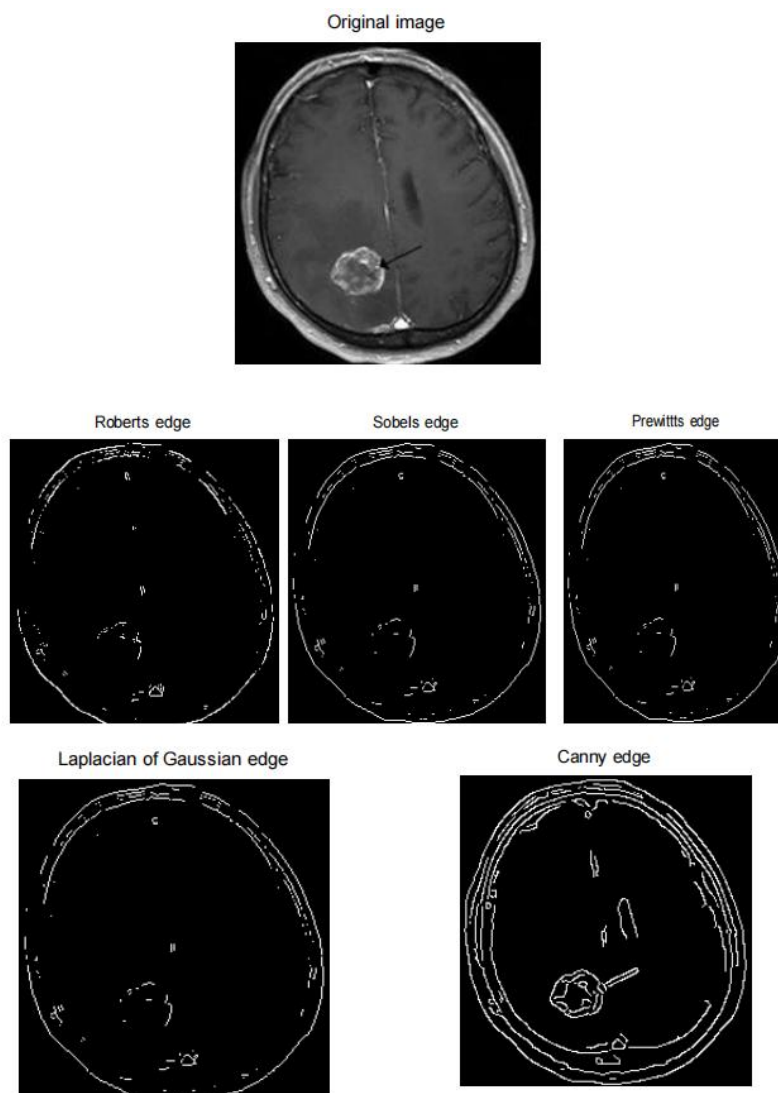 Original image
Roberts edge
Sobels edge
Prewittts edge
Laplacian of Gaussian edge
Canny edge